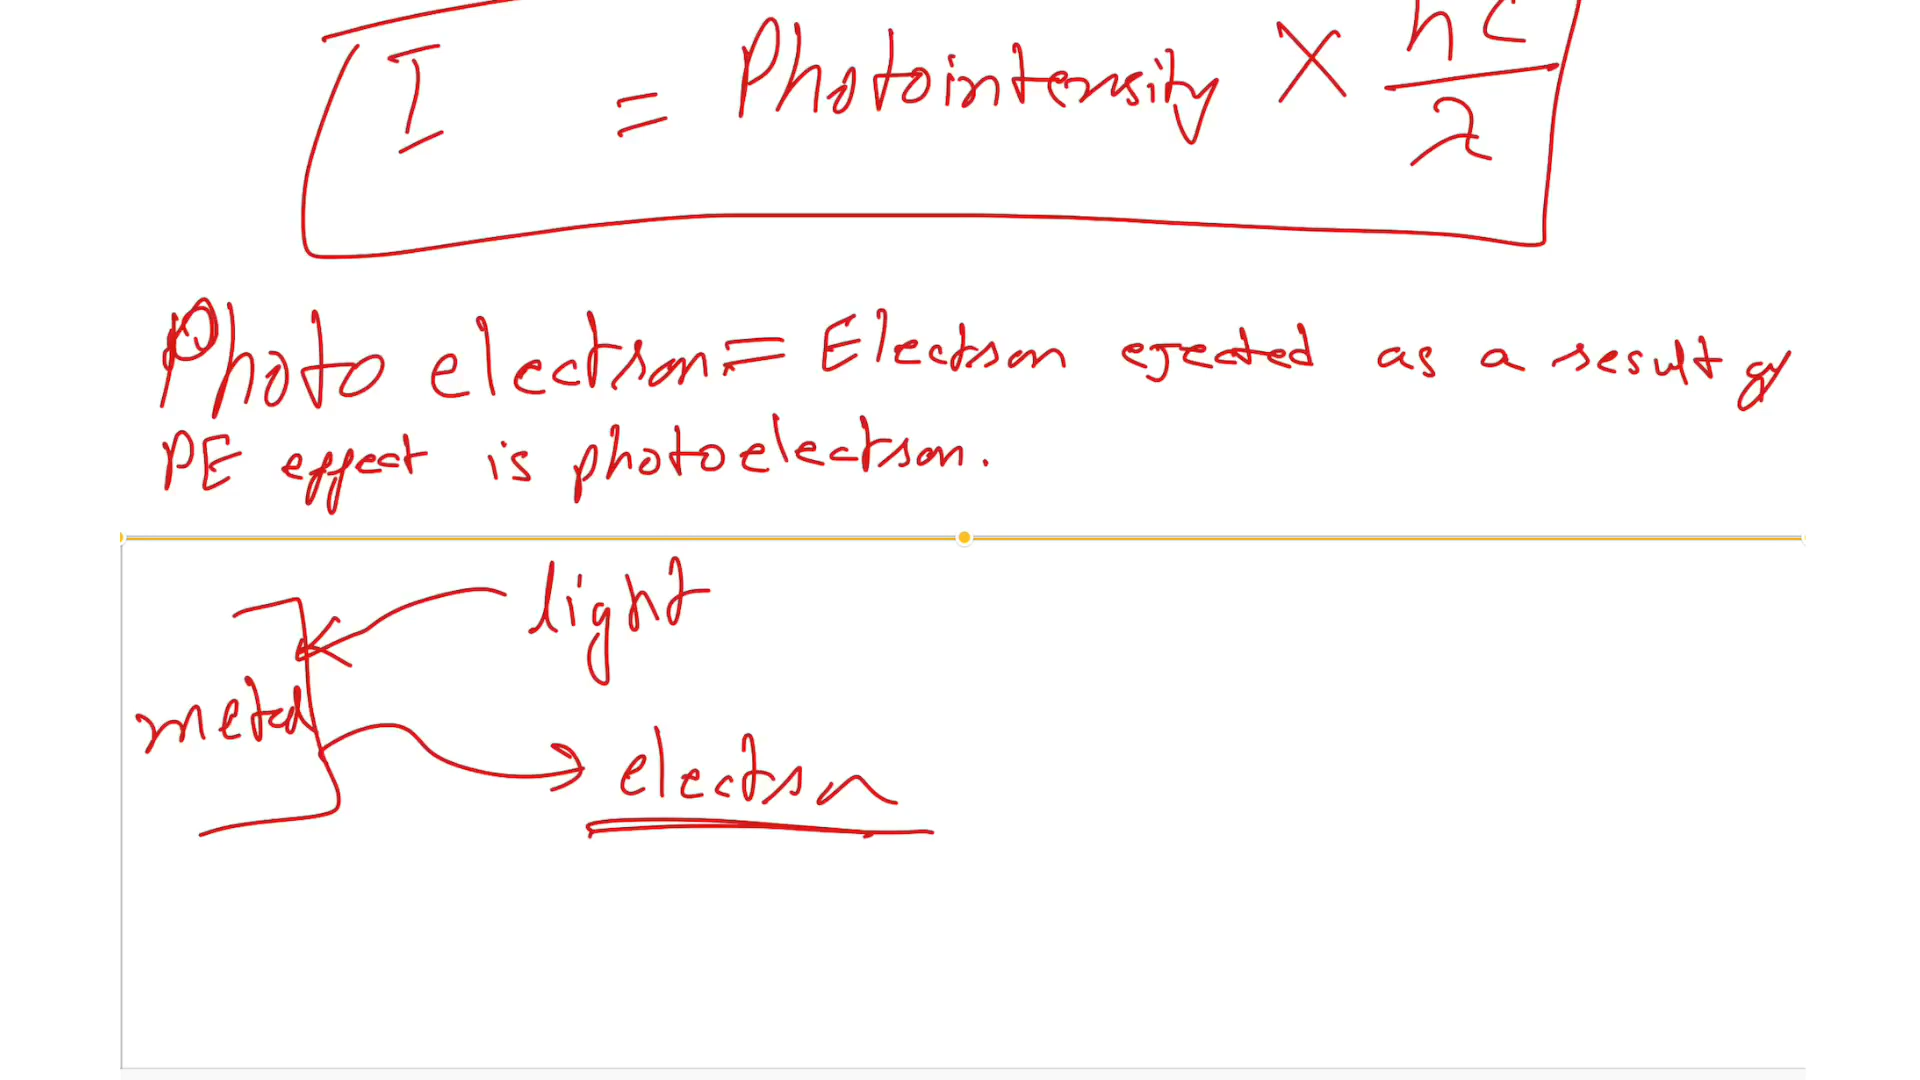 I = Photointensity × hc/λ
Photo electron = Electron ejected as a result of
PE effect is photoelectron.
light
metal
electron